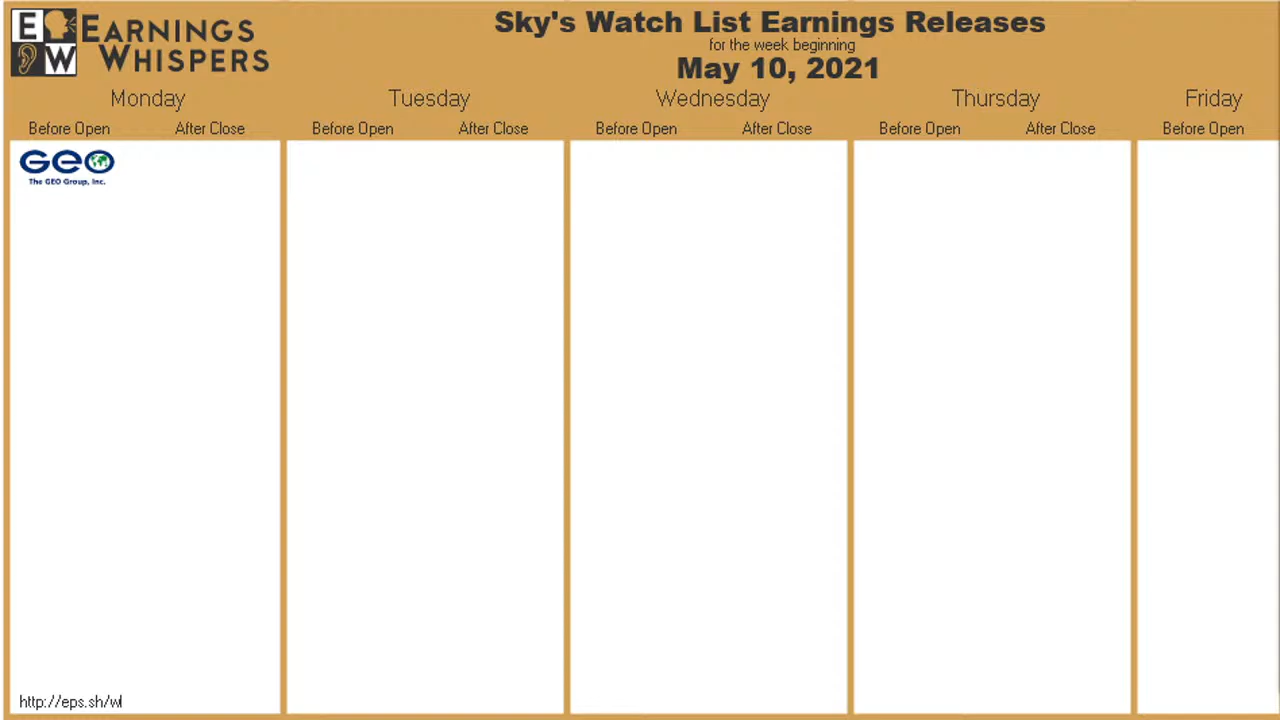 E
W
EARNINGS
WHISPERS
Sky's Watch List Earnings Releases
for the week beginning
May 10, 2021
Monday Tuesday Wednesday Thursday Friday
Before Open After Close Before Open After Close Before Open After Close Before Open After Close Before Open
GEO
The GEO Group, Inc.
http://eps.sh/wl